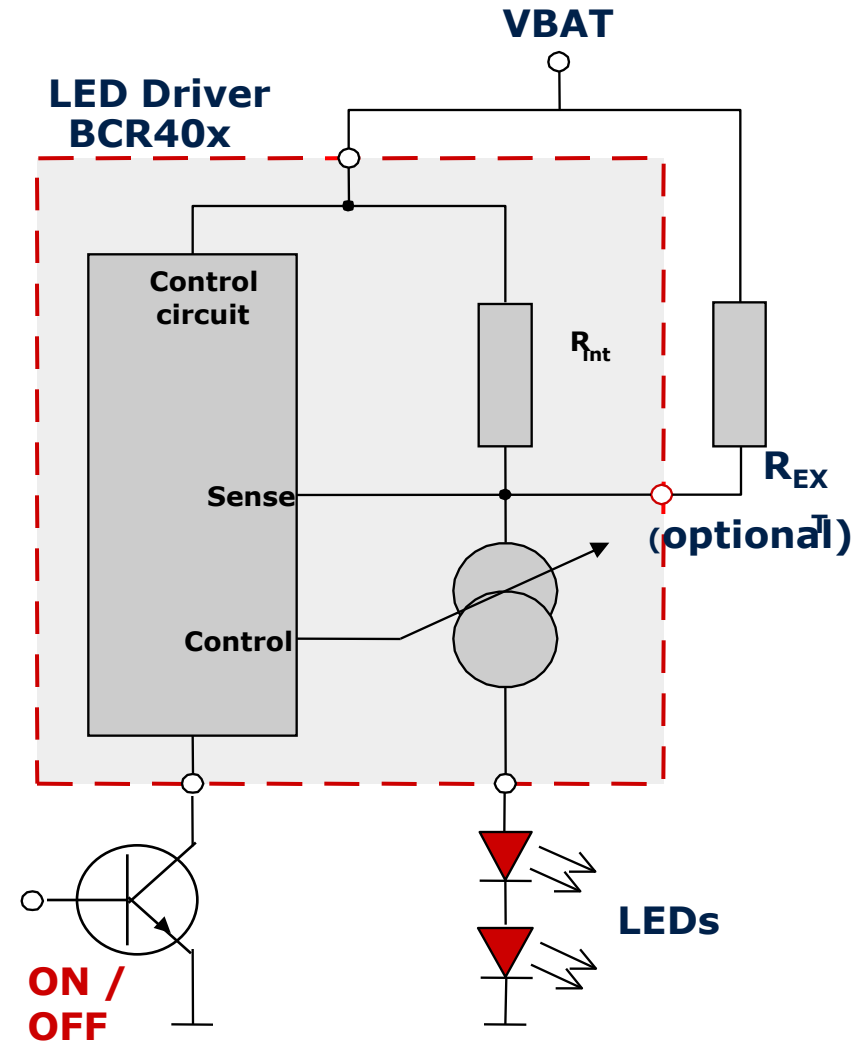 VBAT
LED Driver
BCR40x
Control
circuit
Rint
Sense
REXT
(optional)
Control
LEDs
ON /
OFF